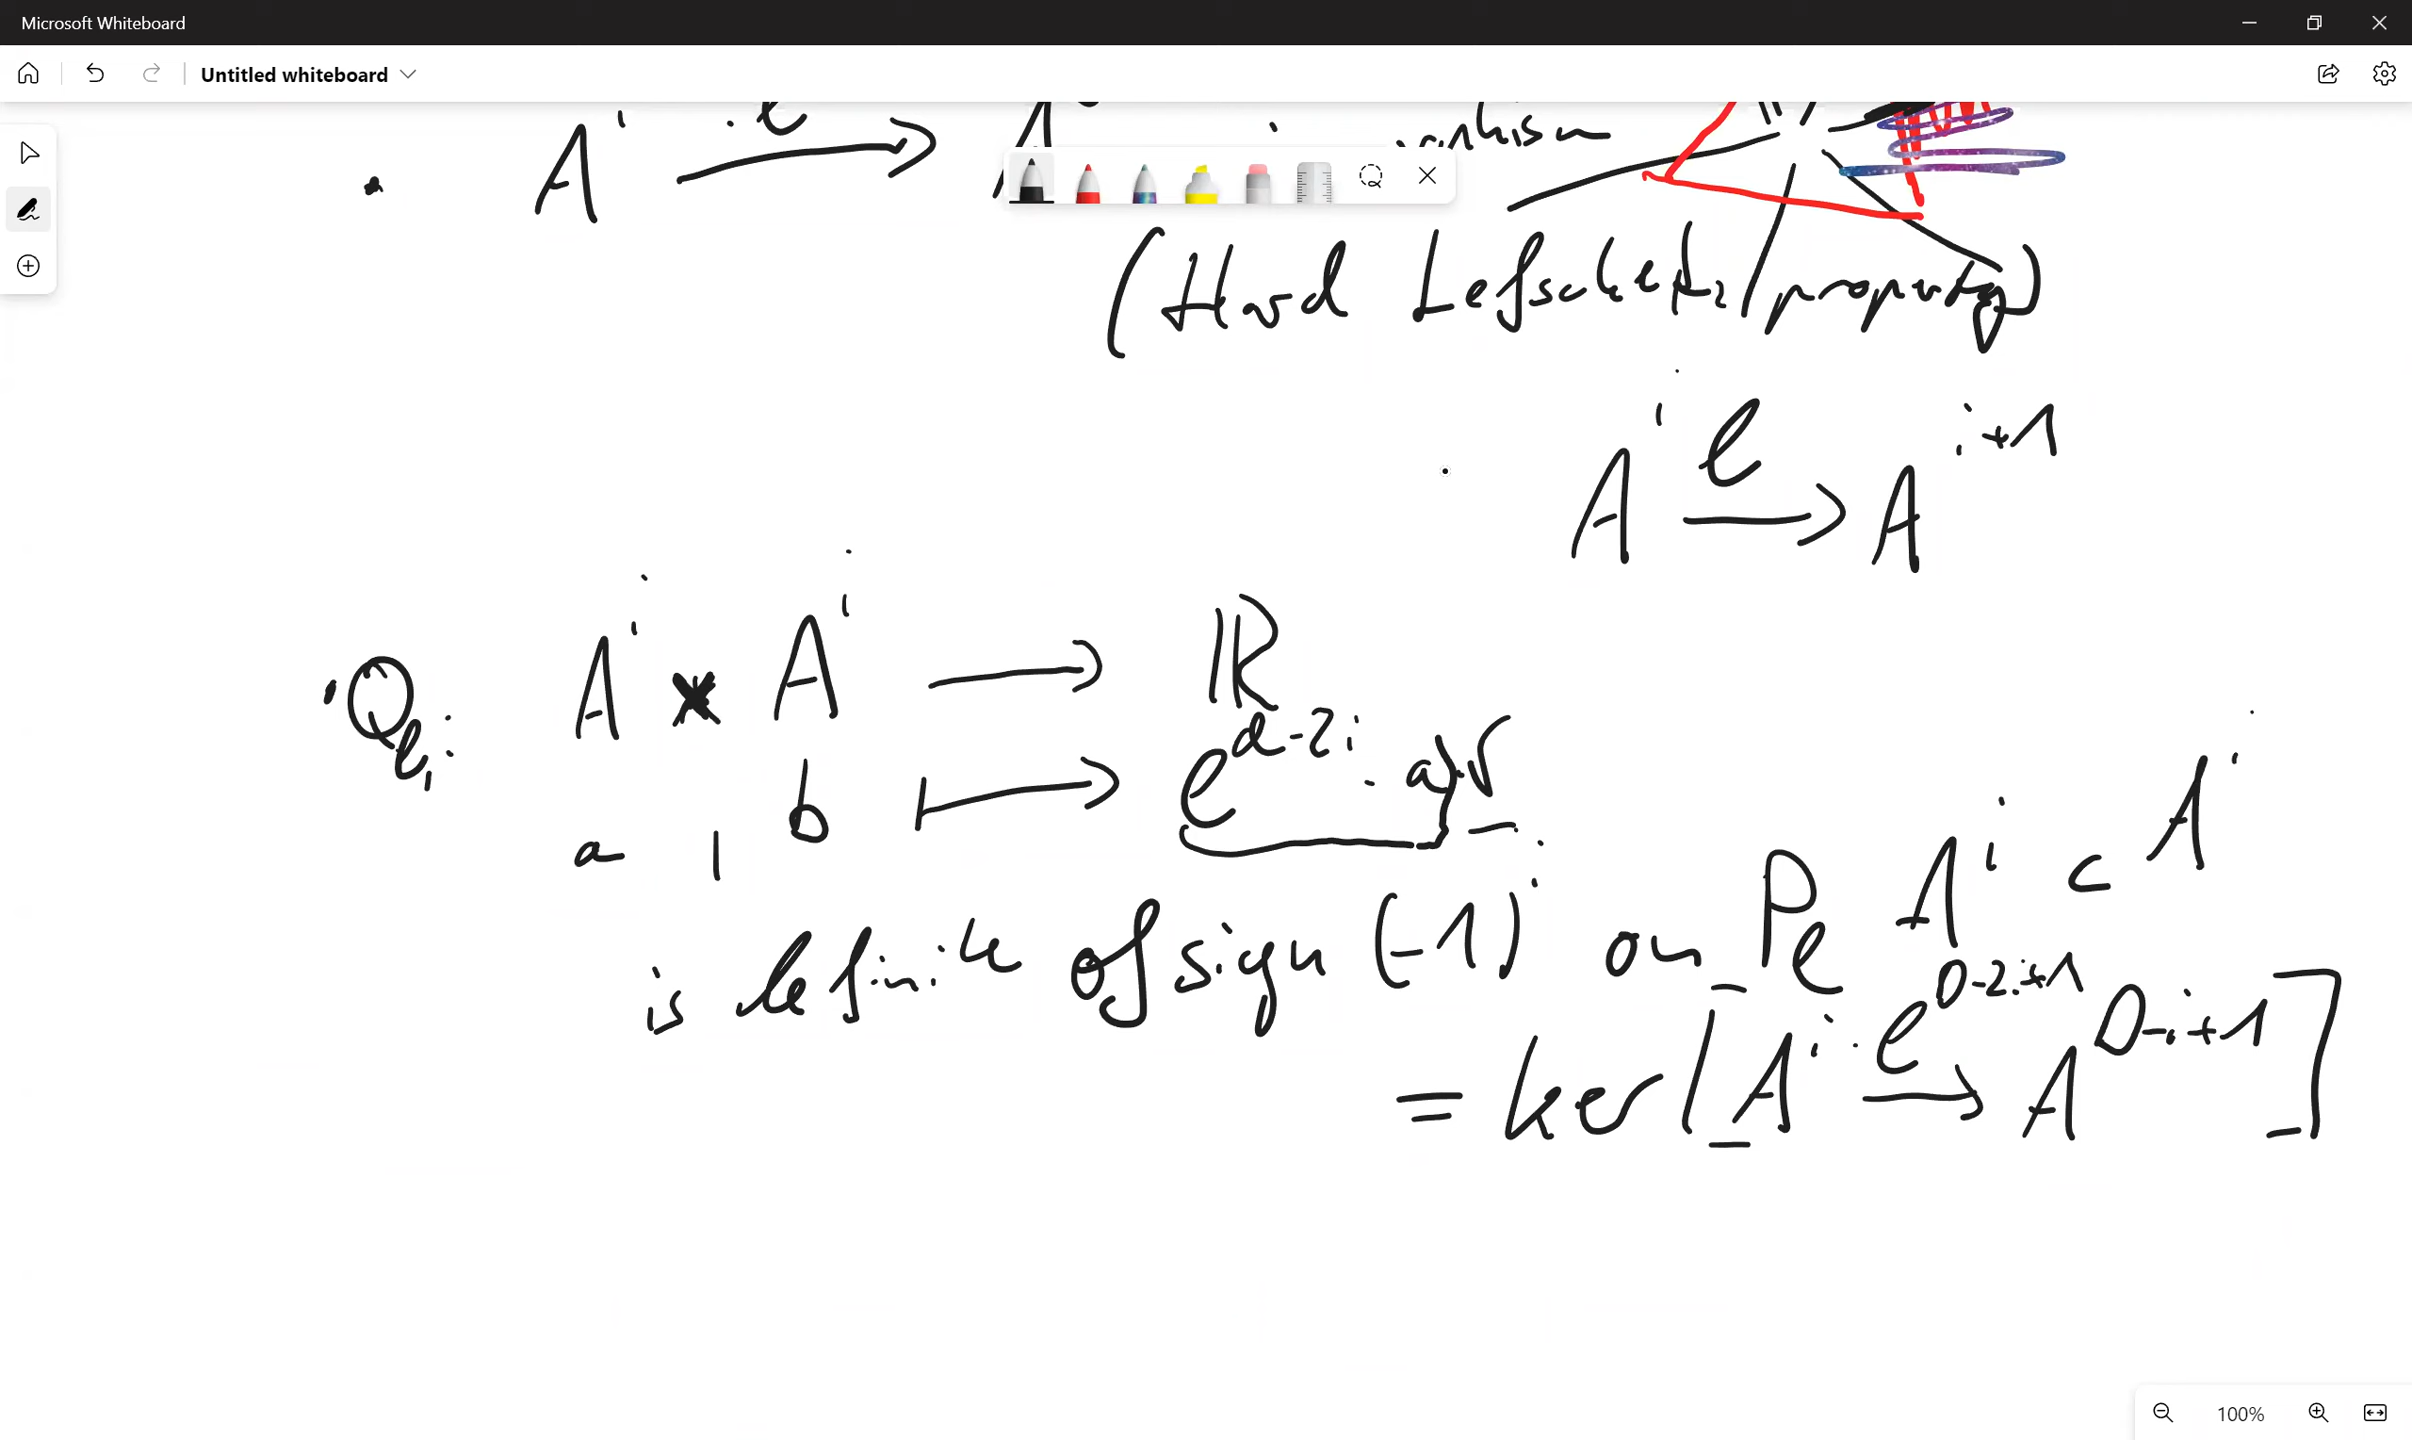 Microsoft Whiteboard
Untitled whiteboard
A^i · ℓ → A
(Hard Lefschetz property)
A^i ℓ → A^{i+1}
Q_{ℓ,i} A^i × A^i → ℝ
a , b ↦ ℓ^{d-2i} · a)·
is definite of sign (-1)^i on P_ℓ A^i ⊂ A^i
= ker [A^i · ℓ^{D-2i+1} → A^{D-i+1}]
100%